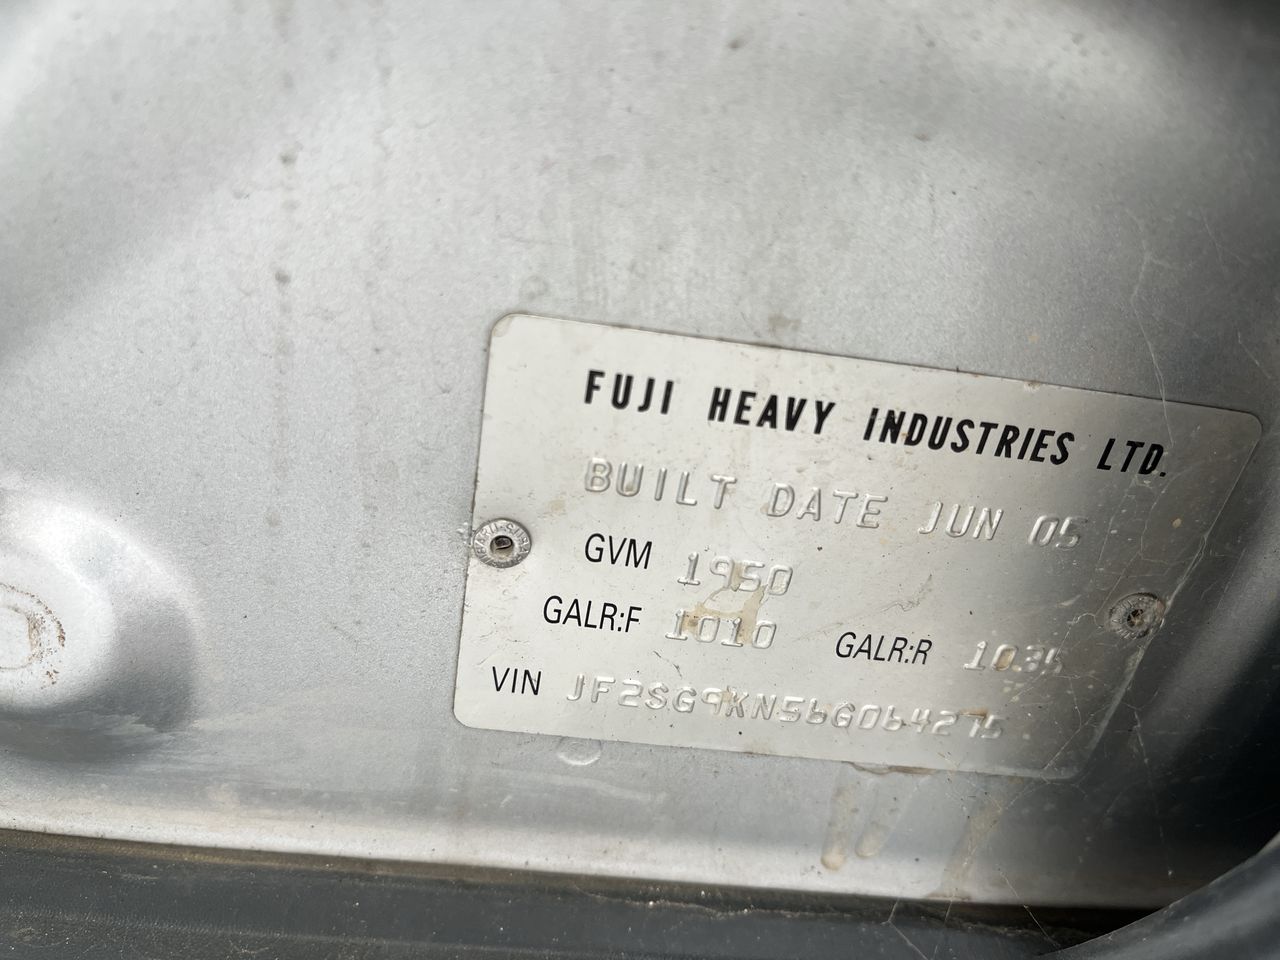 FUJI HEAVY INDUSTRIES LTD.
BUILT DATE JUN 05
GVM 1950
GALR:F 1010 GALR:R 1035
VIN JF2SG9KN56G064275